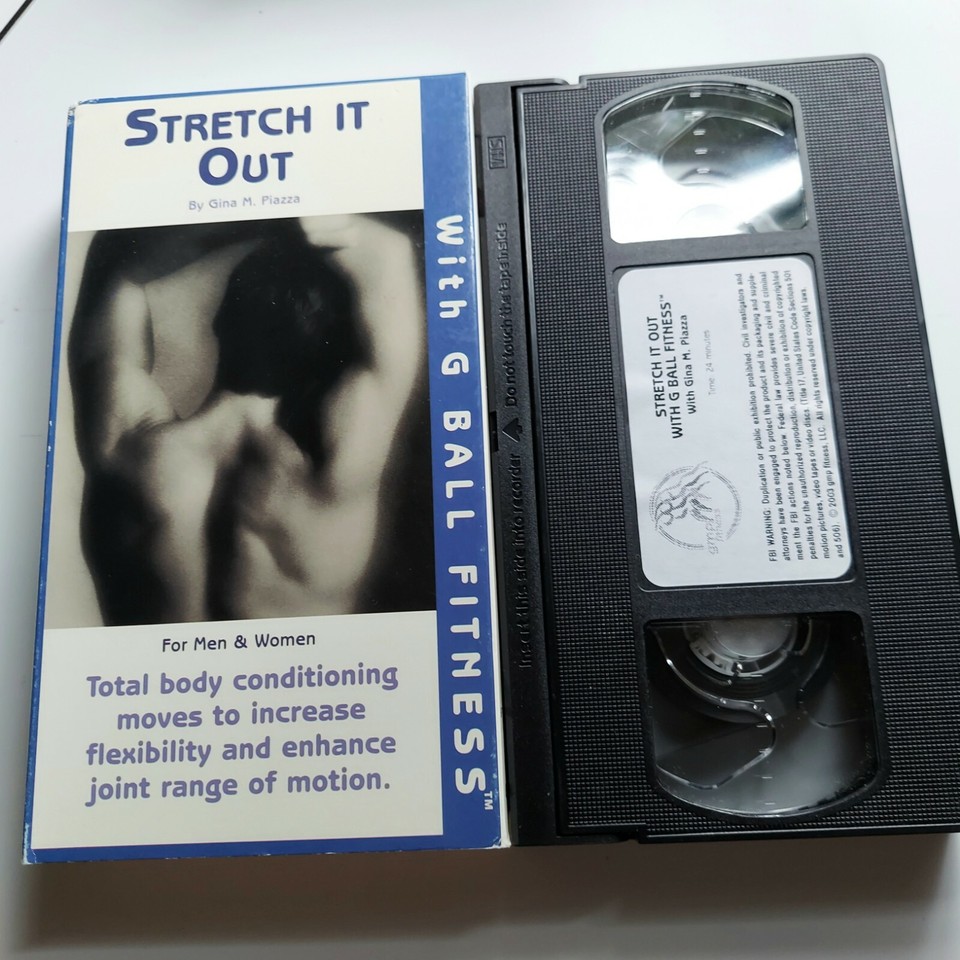 STRETCH IT
OUT
By Gina M. Piazza
With G BALL FITNESS™
For Men & Women
Total body conditioning
moves to increase
flexibility and enhance
joint range of motion.
VHS
Insert this side into recorder ▲ Do not touch the tape inside
STRETCH IT OUT
WITH G BALL FITNESS™
With Gina M. Piazza
Time: 24 minutes
gmp
fitness
FBI WARNING: Duplication or public exhibition prohibited. Civil investigators and
attorneys have been engaged to protect the product and its packaging and supple-
ment the FBI actions noted below. Federal law provides severe civil and criminal
penalties for the unauthorized reproduction, distribution or exhibition of copyrighted
motion pictures, video tapes or video discs. (Title 17, United States Code Sections 501
and 506). © 2003 gmp fitness, LLC. All rights reserved under copyright laws.